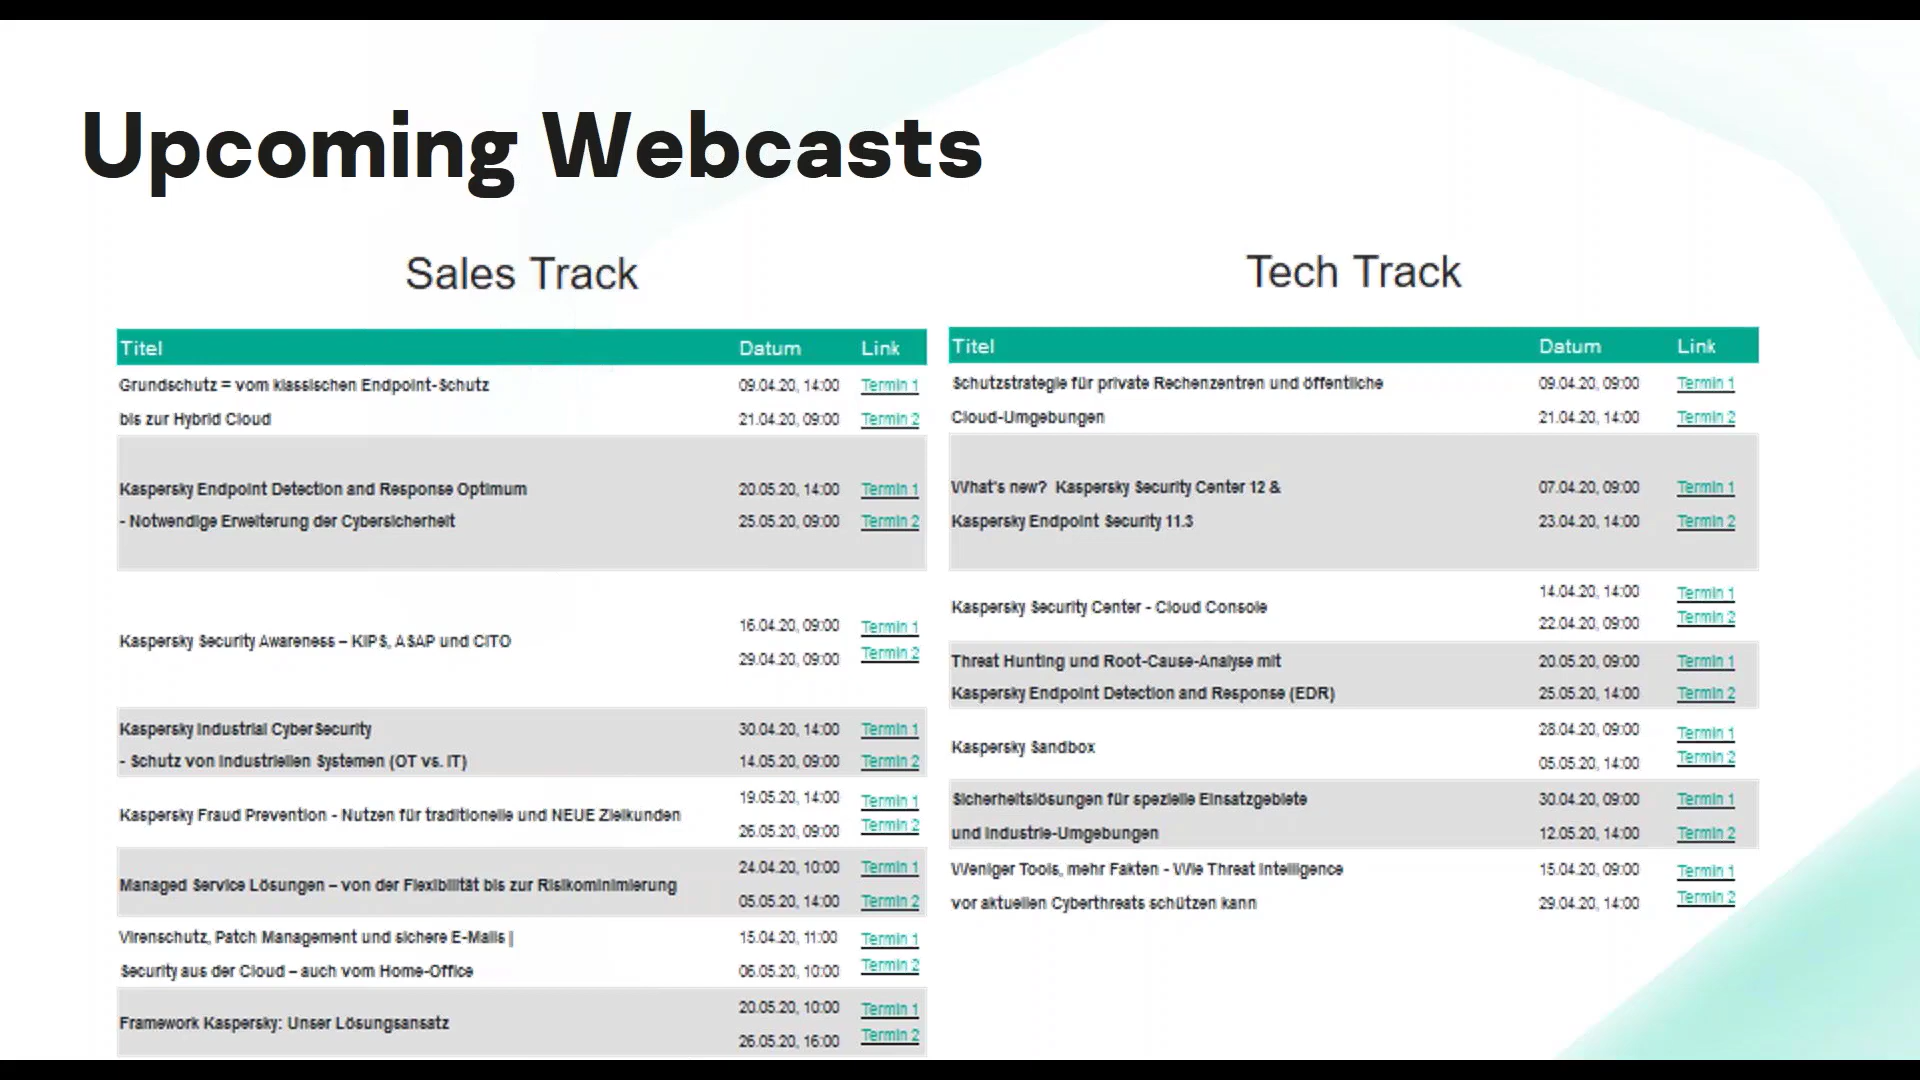 Upcoming Webcasts
Sales Track
Titel Datum Link
Grundschutz = vom klassischen Endpoint-Schutz 09.04.20, 14:00 Termin 1
bis zur Hybrid Cloud 21.04.20, 09:00 Termin 2
Kaspersky Endpoint Detection and Response Optimum 20.05.20, 14:00 Termin 1
- Notwendige Erweiterung der Cybersicherheit 25.05.20, 09:00 Termin 2
16.04.20, 09:00 Termin 1
Kaspersky Security Awareness – KIPS, ASAP und CITO
29.04.20, 09:00 Termin 2
Kaspersky Industrial CyberSecurity 30.04.20, 14:00 Termin 1
- Schutz von Industriellen Systemen (OT vs. IT) 14.05.20, 09:00 Termin 2
19.05.20, 14:00 Termin 1
Kaspersky Fraud Prevention - Nutzen für traditionelle und NEUE Zielkunden
26.05.20, 09:00 Termin 2
24.04.20, 10:00 Termin 1
Managed Service Lösungen – von der Flexibilität bis zur Risikominimierung
05.05.20, 14:00 Termin 2
Virenschutz, Patch Management und sichere E-Mails | 15.04.20, 11:00 Termin 1
Security aus der Cloud – auch vom Home-Office 06.05.20, 10:00 Termin 2
20.05.20, 10:00 Termin 1
Framework Kaspersky: Unser Lösungsansatz
26.05.20, 16:00 Termin 2
Tech Track
Titel Datum Link
Schutzstrategie für private Rechenzentren und öffentliche 09.04.20, 09:00 Termin 1
Cloud-Umgebungen 21.04.20, 14:00 Termin 2
What's new? Kaspersky Security Center 12 & 07.04.20, 09:00 Termin 1
Kaspersky Endpoint Security 11.3 23.04.20, 14:00 Termin 2
14.04.20, 14:00 Termin 1
Kaspersky Security Center - Cloud Console
22.04.20, 09:00 Termin 2
Threat Hunting und Root-Cause-Analyse mit 20.05.20, 09:00 Termin 1
Kaspersky Endpoint Detection and Response (EDR) 25.05.20, 14:00 Termin 2
28.04.20, 09:00 Termin 1
Kaspersky Sandbox
05.05.20, 14:00 Termin 2
Sicherheitslösungen für spezielle Einsatzgebiete 30.04.20, 09:00 Termin 1
und Industrie-Umgebungen 12.05.20, 14:00 Termin 2
Weniger Tools, mehr Fakten - Wie Threat Intelligence 15.04.20, 09:00 Termin 1
vor aktuellen Cyberthreats schützen kann 29.04.20, 14:00 Termin 2